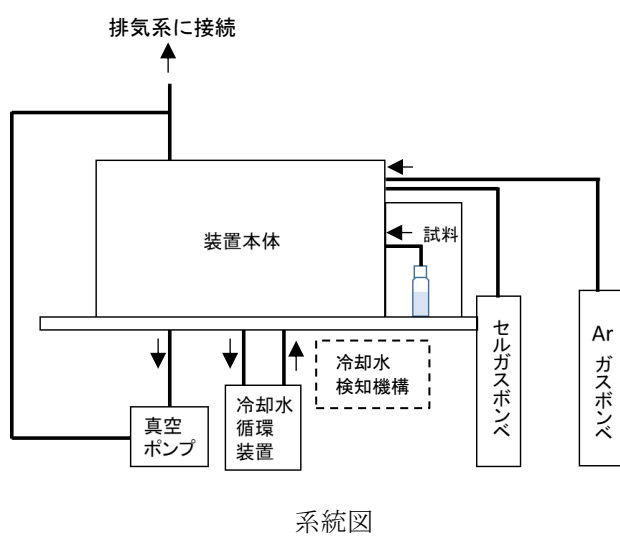 排気系に接続
装置本体
試料
セルガスボンベ
Ar
ガスボンベ
冷却水
検知機構
真空
ポンプ
冷却水
循環
装置
系統図